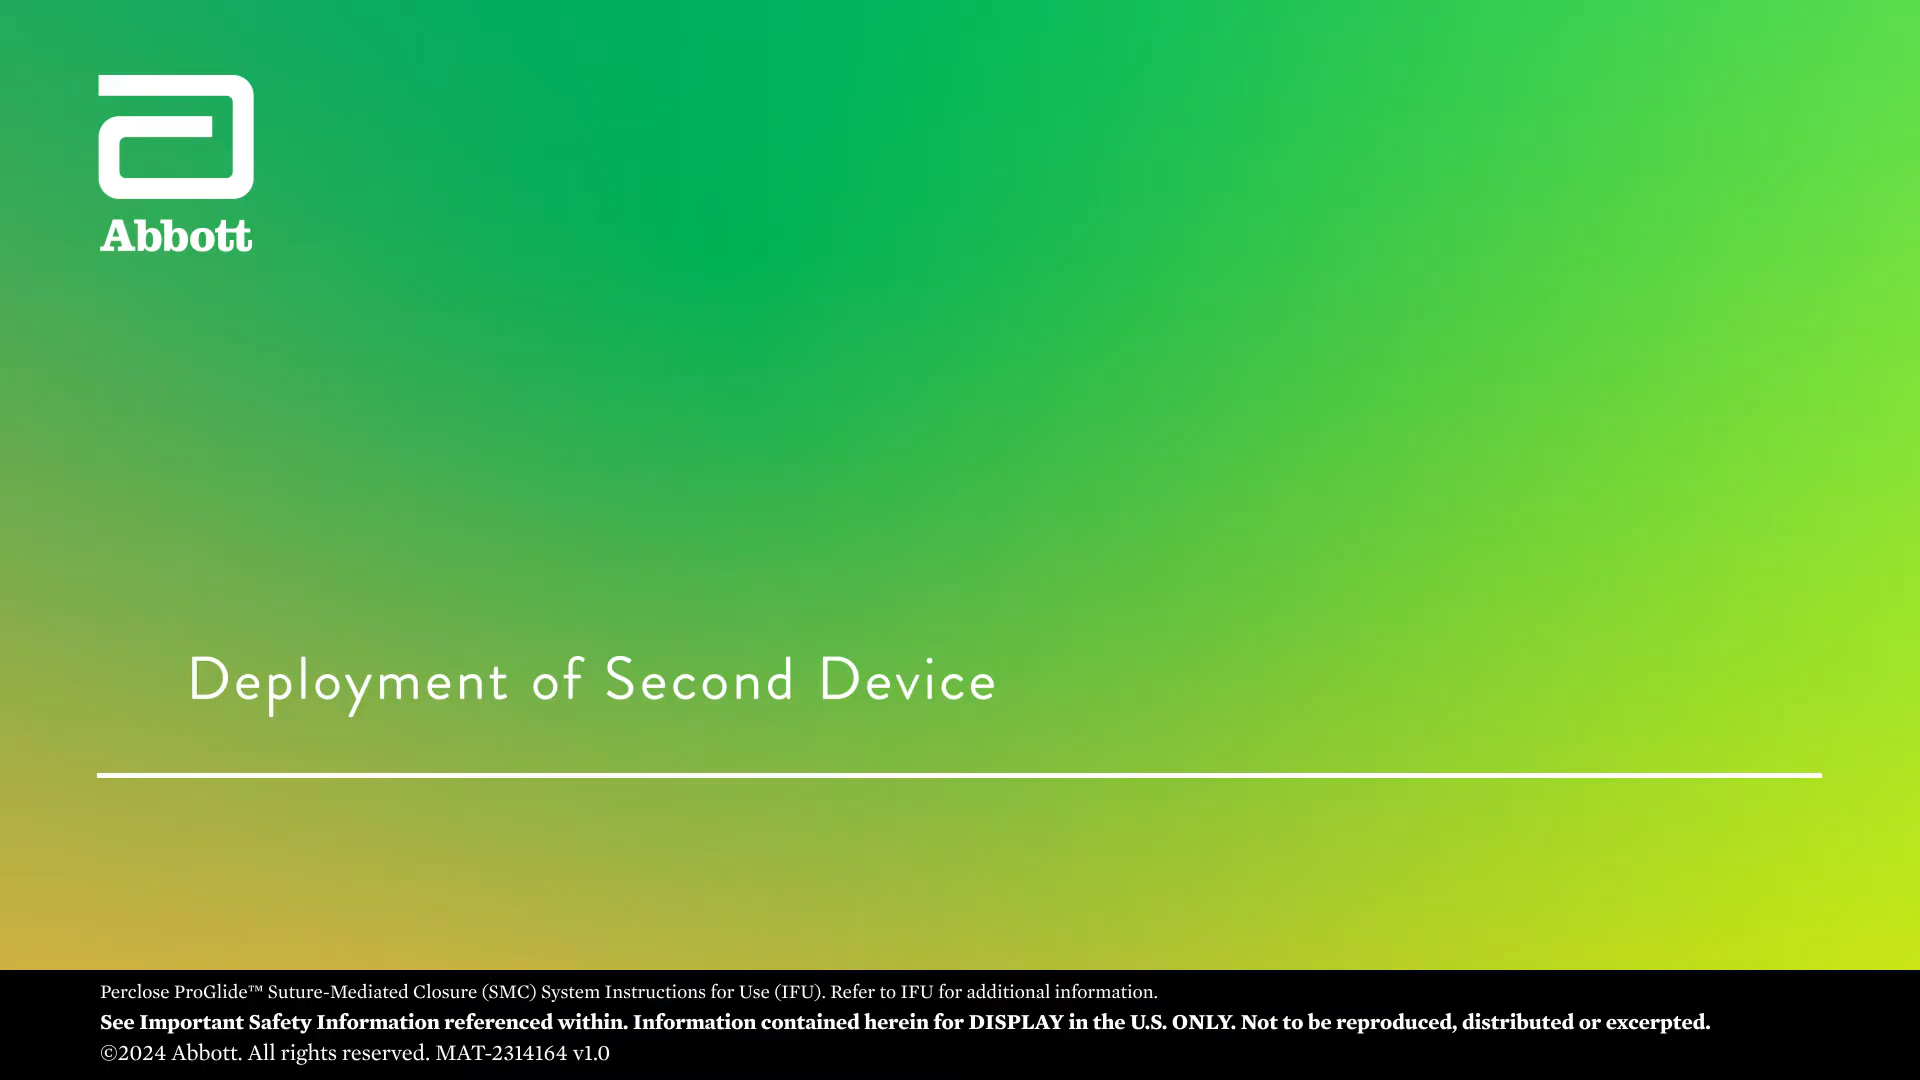 Abbott
Deployment of Second Device
Perclose ProGlide™ Suture-Mediated Closure (SMC) System Instructions for Use (IFU). Refer to IFU for additional information.
See Important Safety Information referenced within. Information contained herein for DISPLAY in the U.S. ONLY. Not to be reproduced, distributed or excerpted.
©2024 Abbott. All rights reserved. MAT-2314164 v1.0